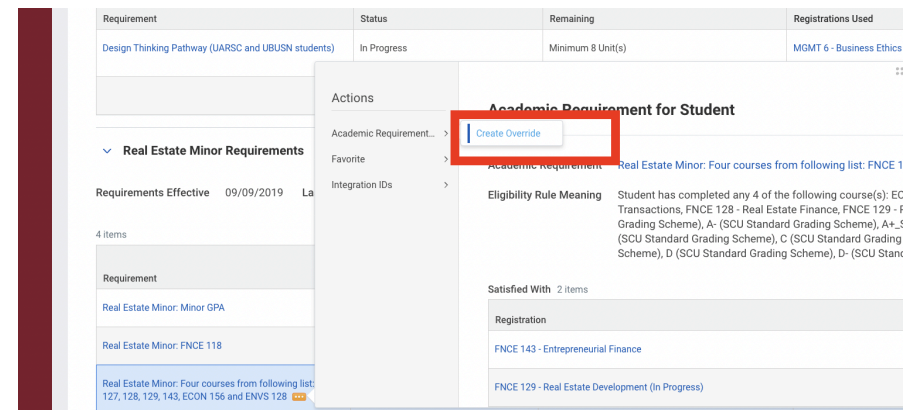 Requirement Status Remaining Registrations Used
Design Thinking Pathway (UARSC and UBUSN students) In Progress Minimum 8 Unit(s) MGMT 6 - Business Ethics
Actions
Academic Requirement for Student
Academic Requirement... Create Override
Favorite
Integration IDs
Academic Requirement Real Estate Minor: Four courses from following list: FNCE 1
Eligibility Rule Meaning Student has completed any 4 of the following course(s): EC
Transactions, FNCE 128 - Real Estate Finance, FNCE 129 -
Grading Scheme), A- (SCU Standard Grading Scheme), A+_S
(SCU Standard Grading Scheme), C (SCU Standard Grading
Scheme), D (SCU Standard Grading Scheme), D- (SCU Stand
Satisfied With 2 items
Registration
FNCE 143 - Entrepreneurial Finance
FNCE 129 - Real Estate Development (In Progress)
Real Estate Minor Requirements
Requirements Effective 09/09/2019 La
4 items
Requirement
Real Estate Minor: Minor GPA
Real Estate Minor: FNCE 118
Real Estate Minor: Four courses from following list:
127, 128, 129, 143, ECON 156 and ENVS 128